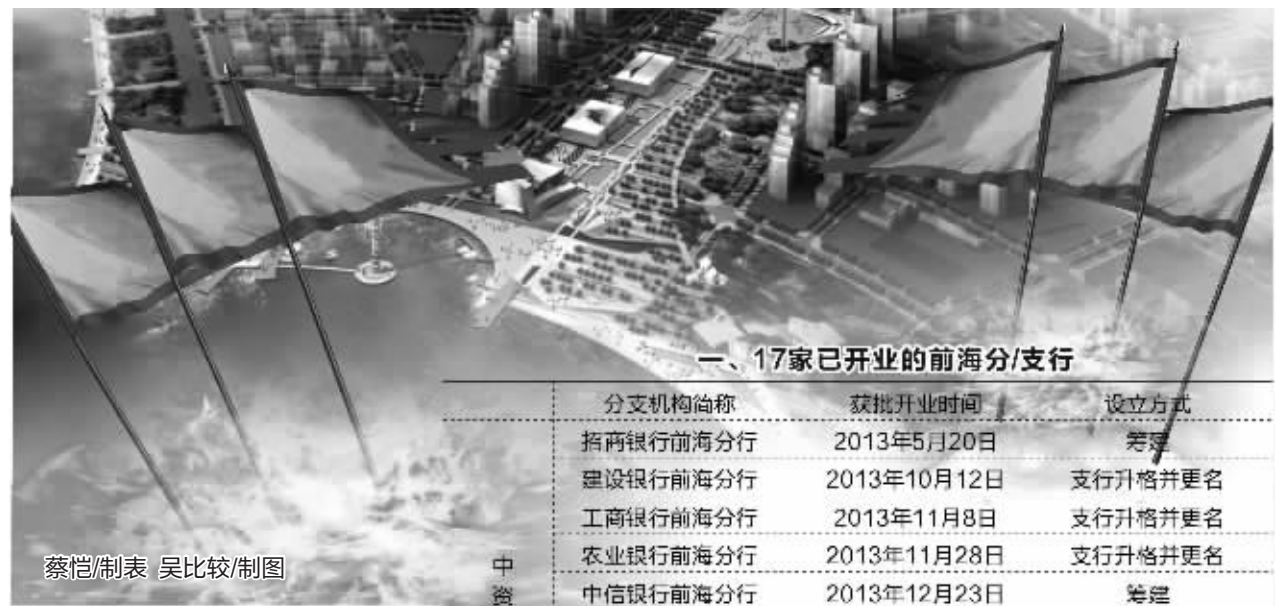 一、17家已开业的前海分/支行
分支机构简称 获批开业时间 设立方式
招商银行前海分行 2013年5月20日 筹建
建设银行前海分行 2013年10月12日 支行升格并更名
工商银行前海分行 2013年11月8日 支行升格并更名
农业银行前海分行 2013年11月28日 支行升格并更名
中信银行前海分行 2013年12月23日 筹建
中资
蔡恺/制表 吴比较/制图